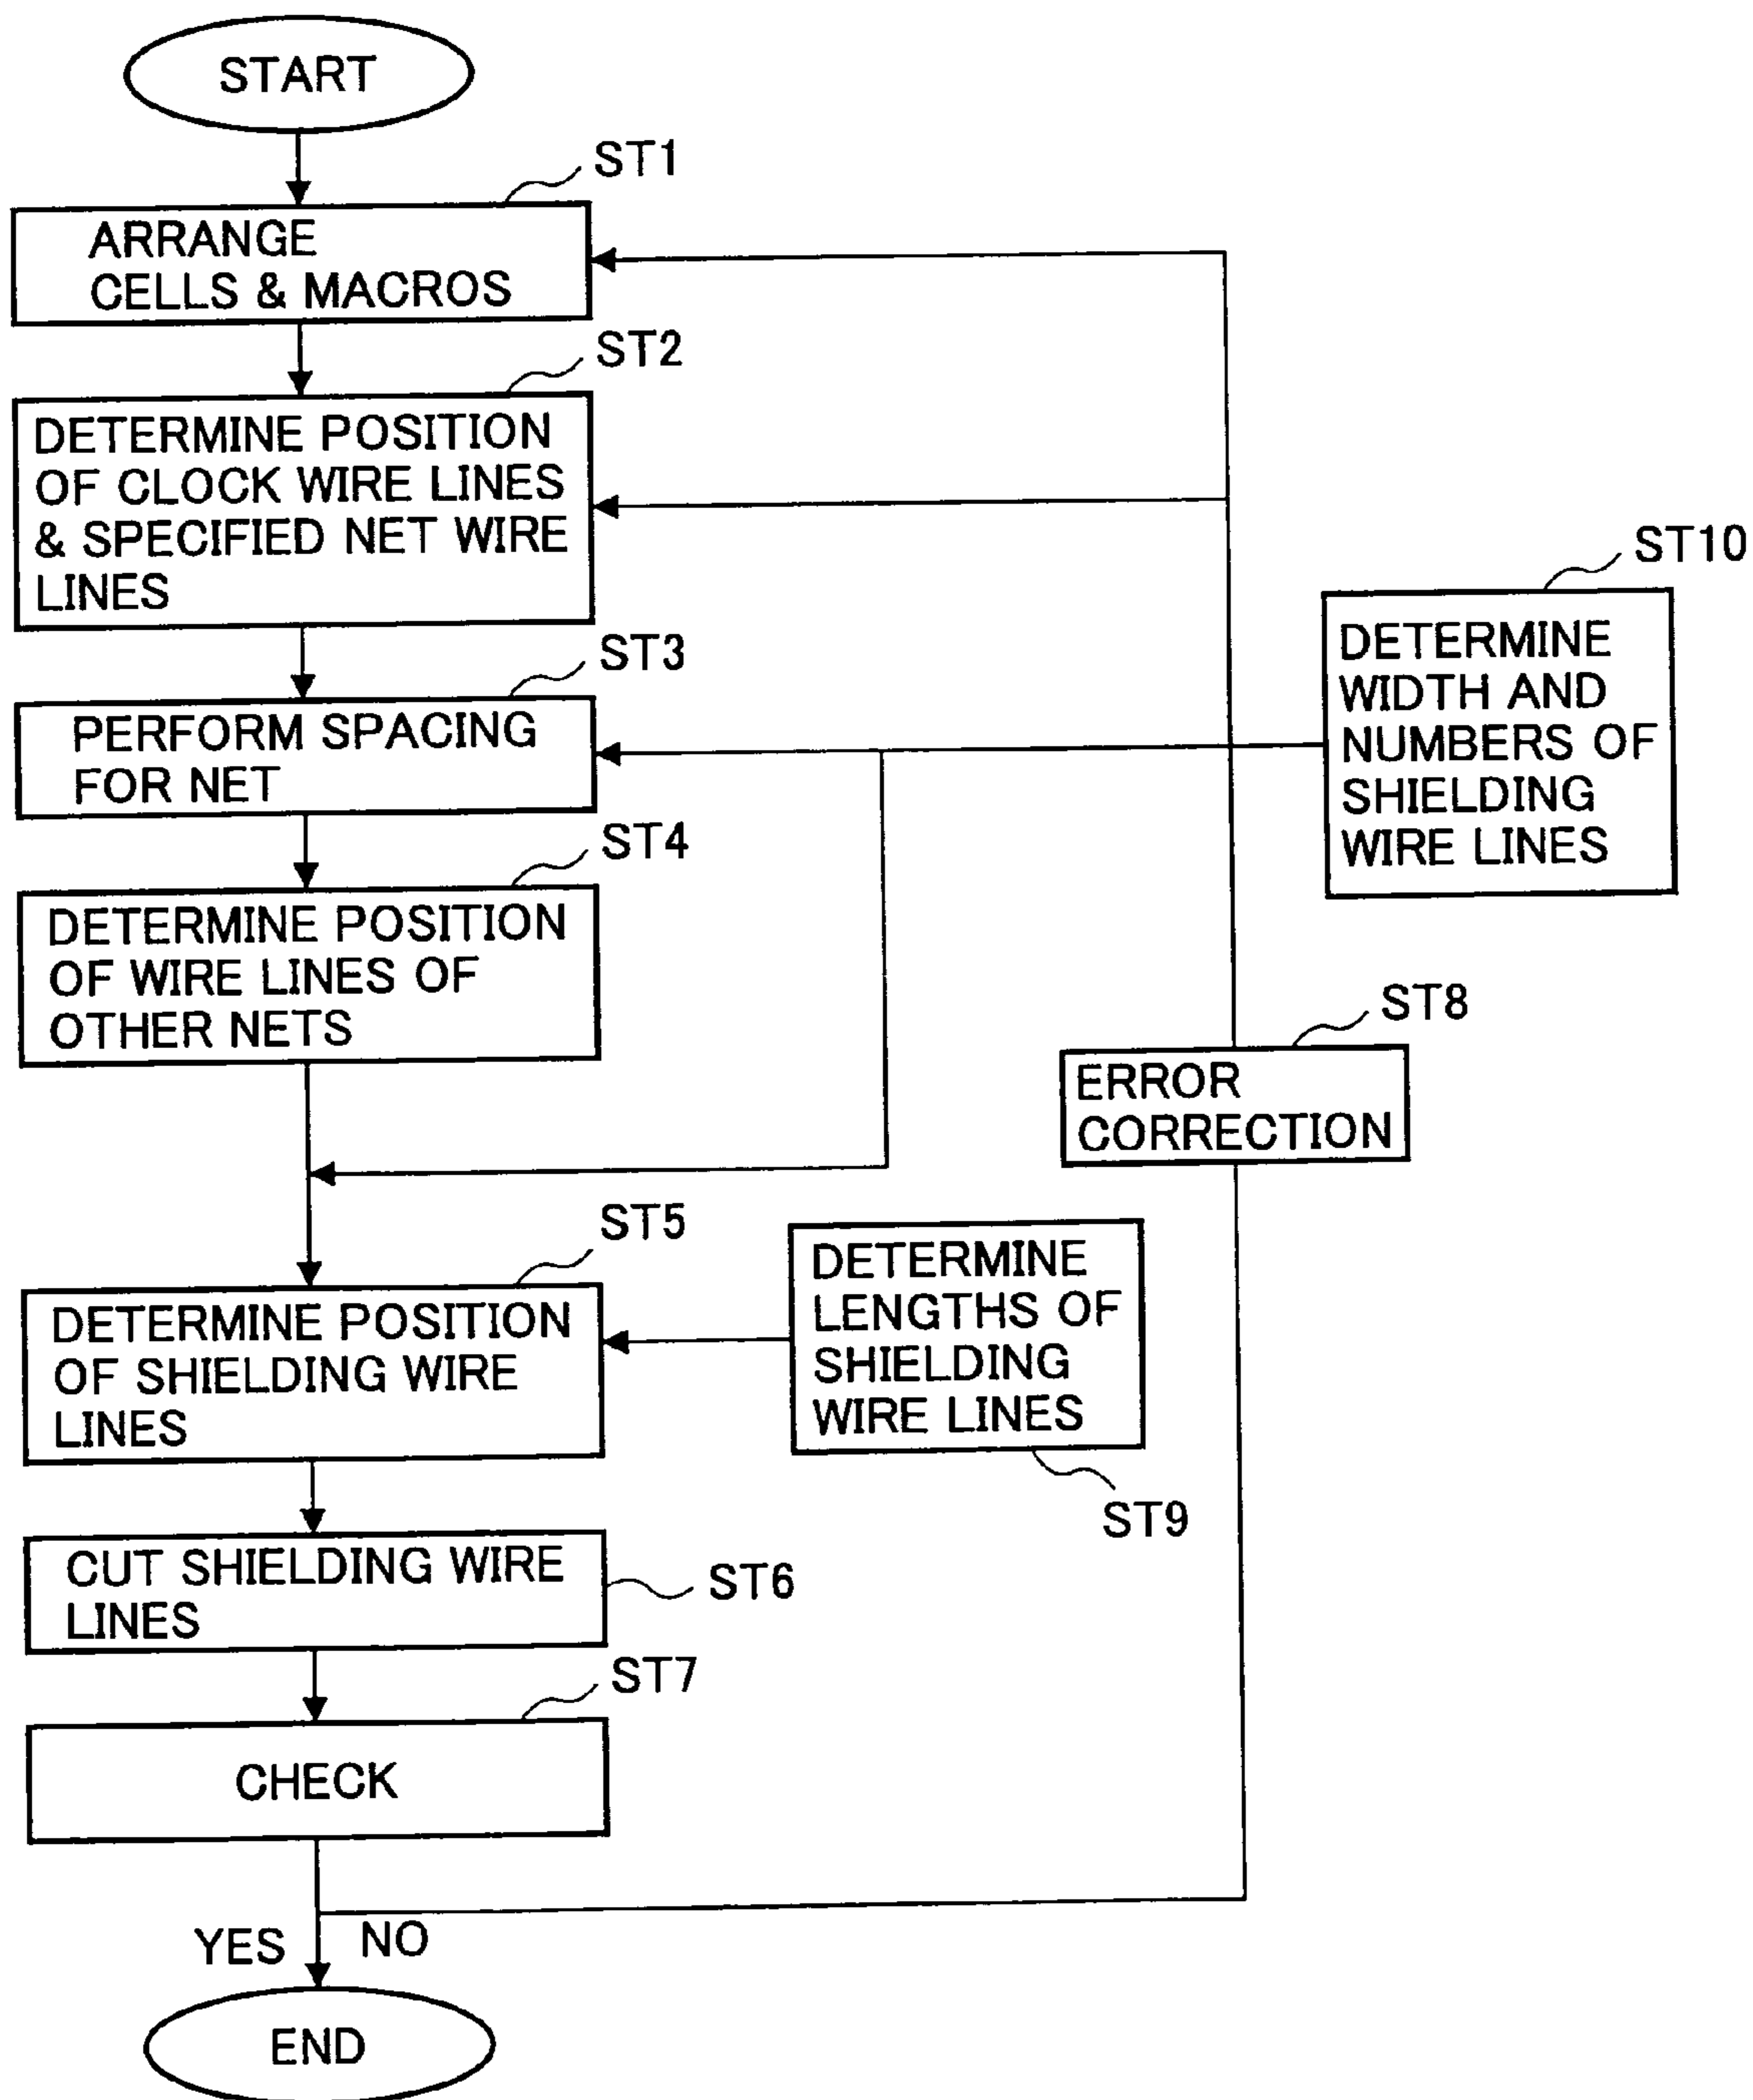 START
ST1
ARRANGE
CELLS & MACROS
ST2
DETERMINE POSITION
OF CLOCK WIRE LINES
& SPECIFIED NET WIRE
LINES
ST3
PERFORM SPACING
FOR NET
ST10
DETERMINE
WIDTH AND
NUMBERS OF
SHIELDING
WIRE LINES
ST4
DETERMINE POSITION
OF WIRE LINES OF
OTHER NETS
ST8
ERROR
CORRECTION
ST5
DETERMINE POSITION
OF SHIELDING WIRE
LINES
DETERMINE
LENGTHS OF
SHIELDING
WIRE LINES
ST9
CUT SHIELDING WIRE
LINES
ST6
ST7
CHECK
YES
NO
END